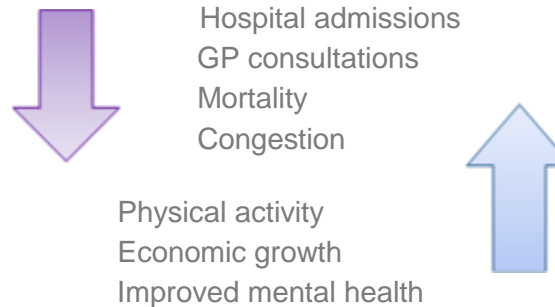 Hospital admissions
GP consultations
Mortality
Congestion
Physical activity
Economic growth
Improved mental health